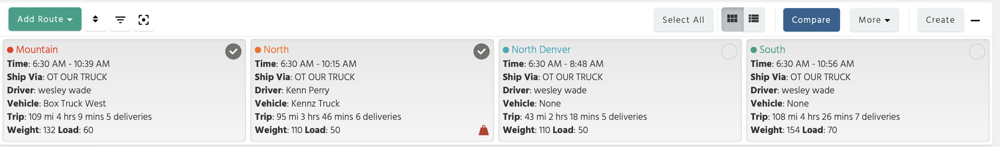 Add Route
Select All
Compare
More
Create
Mountain
Time: 6:30 AM - 10:39 AM
Ship Via: OT OUR TRUCK
Driver: wesley wade
Vehicle: Box Truck West
Trip: 109 mi 4 hrs 9 mins 5 deliveries
Weight: 132 Load: 60
North
Time: 6:30 AM - 10:15 AM
Ship Via: OT OUR TRUCK
Driver: Kenn Perry
Vehicle: Kennz Truck
Trip: 95 mi 3 hrs 46 mins 6 deliveries
Weight: 110 Load: 50
North Denver
Time: 6:30 AM - 8:48 AM
Ship Via: OT OUR TRUCK
Driver: wesley wade
Vehicle: None
Trip: 43 mi 2 hrs 18 mins 5 deliveries
Weight: 110 Load: 50
South
Time: 6:30 AM - 10:56 AM
Ship Via: OT OUR TRUCK
Driver: wesley wade
Vehicle: None
Trip: 108 mi 4 hrs 26 mins 7 deliveries
Weight: 154 Load: 70